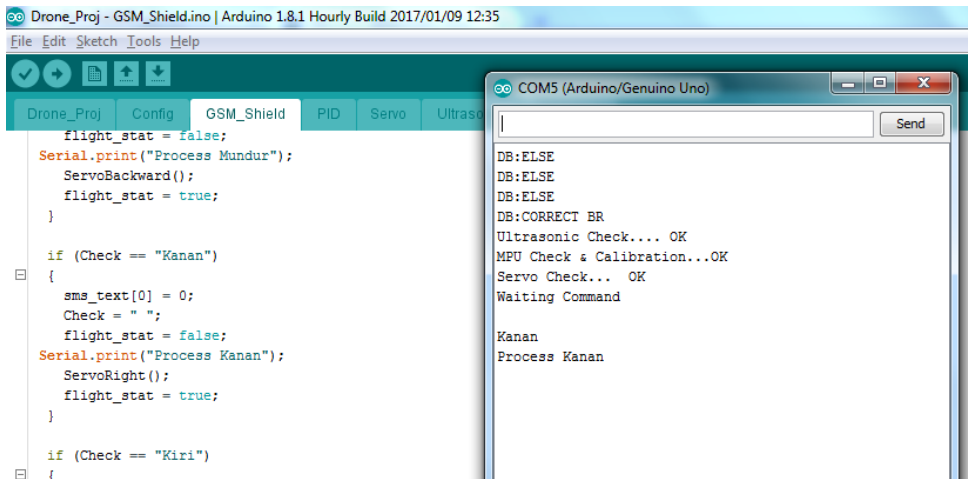 Drone_Proj - GSM_Shield.ino | Arduino 1.8.1 Hourly Build 2017/01/09 12:35
File Edit Sketch Tools Help
Drone_Proj Config GSM_Shield PID Servo Ultraso
flight_stat = false;
Serial.print("Process Mundur");
ServoBackward();
flight_stat = true;
}
if (Check == "Kanan")
{
sms_text[0] = 0;
Check = " ";
flight_stat = false;
Serial.print("Process Kanan");
ServoRight();
flight_stat = true;
}
if (Check == "Kiri")
{
COM5 (Arduino/Genuino Uno)
Send
DB:ELSE
DB:ELSE
DB:ELSE
DB:CORRECT BR
Ultrasonic Check.... OK
MPU Check & Calibration...OK
Servo Check... OK
Waiting Command
Kanan
Process Kanan